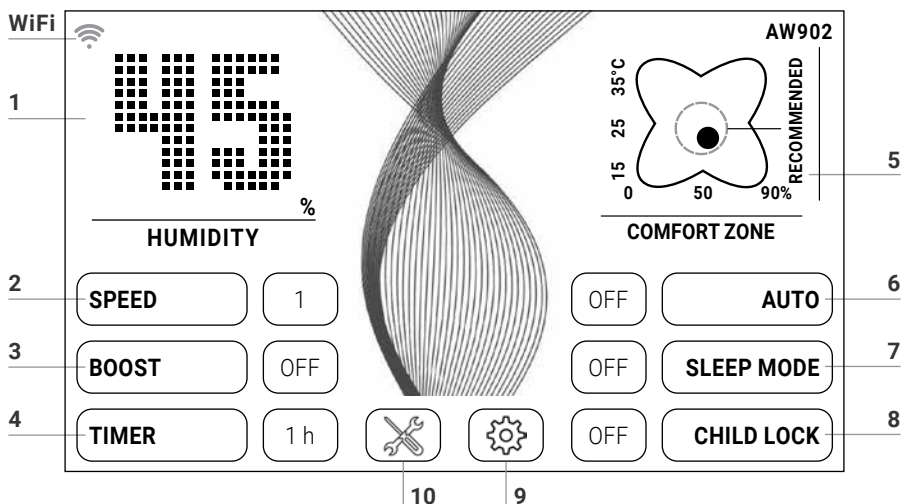 WiFi
AW902
1
45
%
HUMIDITY
35°C
25
15
0 50 90%
RECOMMENDED
5
COMFORT ZONE
2
SPEED 1
OFF AUTO
6
3
BOOST OFF
OFF SLEEP MODE
7
4
TIMER 1 h
OFF CHILD LOCK
8
10
9